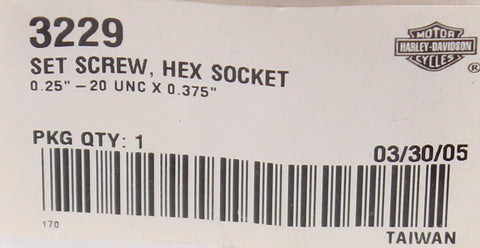 3229
MOTOR
HARLEY-DAVIDSON
CYCLES
®
SET SCREW, HEX SOCKET
0.25" – 20 UNC X 0.375"
PKG QTY: 1
03/30/05
170
TAIWAN